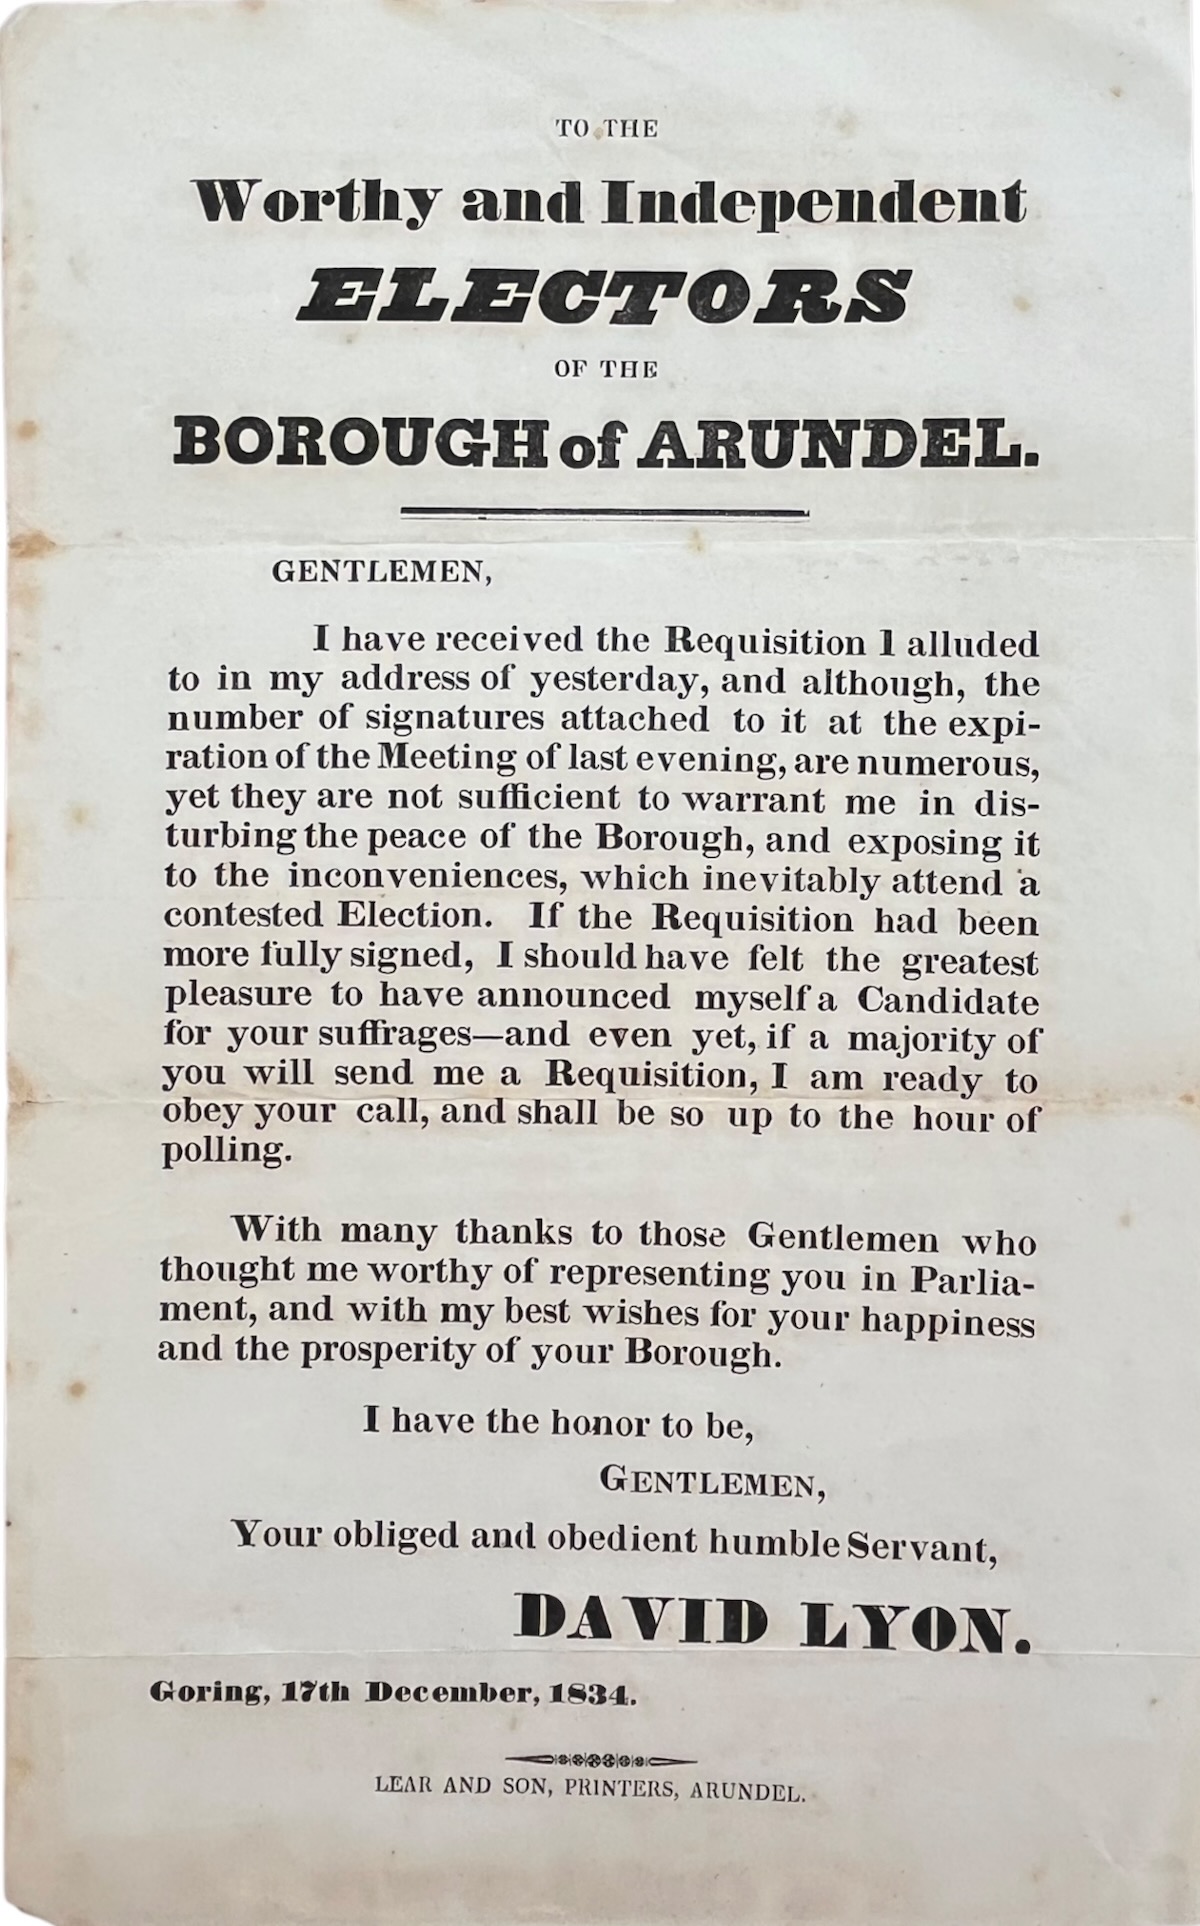 TO THE
Worthy and Independent
ELECTORS
OF THE
BOROUGH of ARUNDEL.
GENTLEMEN,
I have received the Requisition I alluded
to in my address of yesterday, and although, the
number of signatures attached to it at the expi-
ration of the Meeting of last evening, are numerous,
yet they are not sufficient to warrant me in dis-
turbing the peace of the Borough, and exposing it
to the inconveniences, which inevitably attend a
contested Election. If the Requisition had been
more fully signed, I should have felt the greatest
pleasure to have announced myself a Candidate
for your suffrages—and even yet, if a majority of
you will send me a Requisition, I am ready to
obey your call, and shall be so up to the hour of
polling.
With many thanks to those Gentlemen who
thought me worthy of representing you in Parlia-
ment, and with my best wishes for your happiness
and the prosperity of your Borough.
I have the honor to be,
GENTLEMEN,
Your obliged and obedient humble Servant,
DAVID LYON.
Goring, 17th December, 1834.
LEAR AND SON, PRINTERS, ARUNDEL.